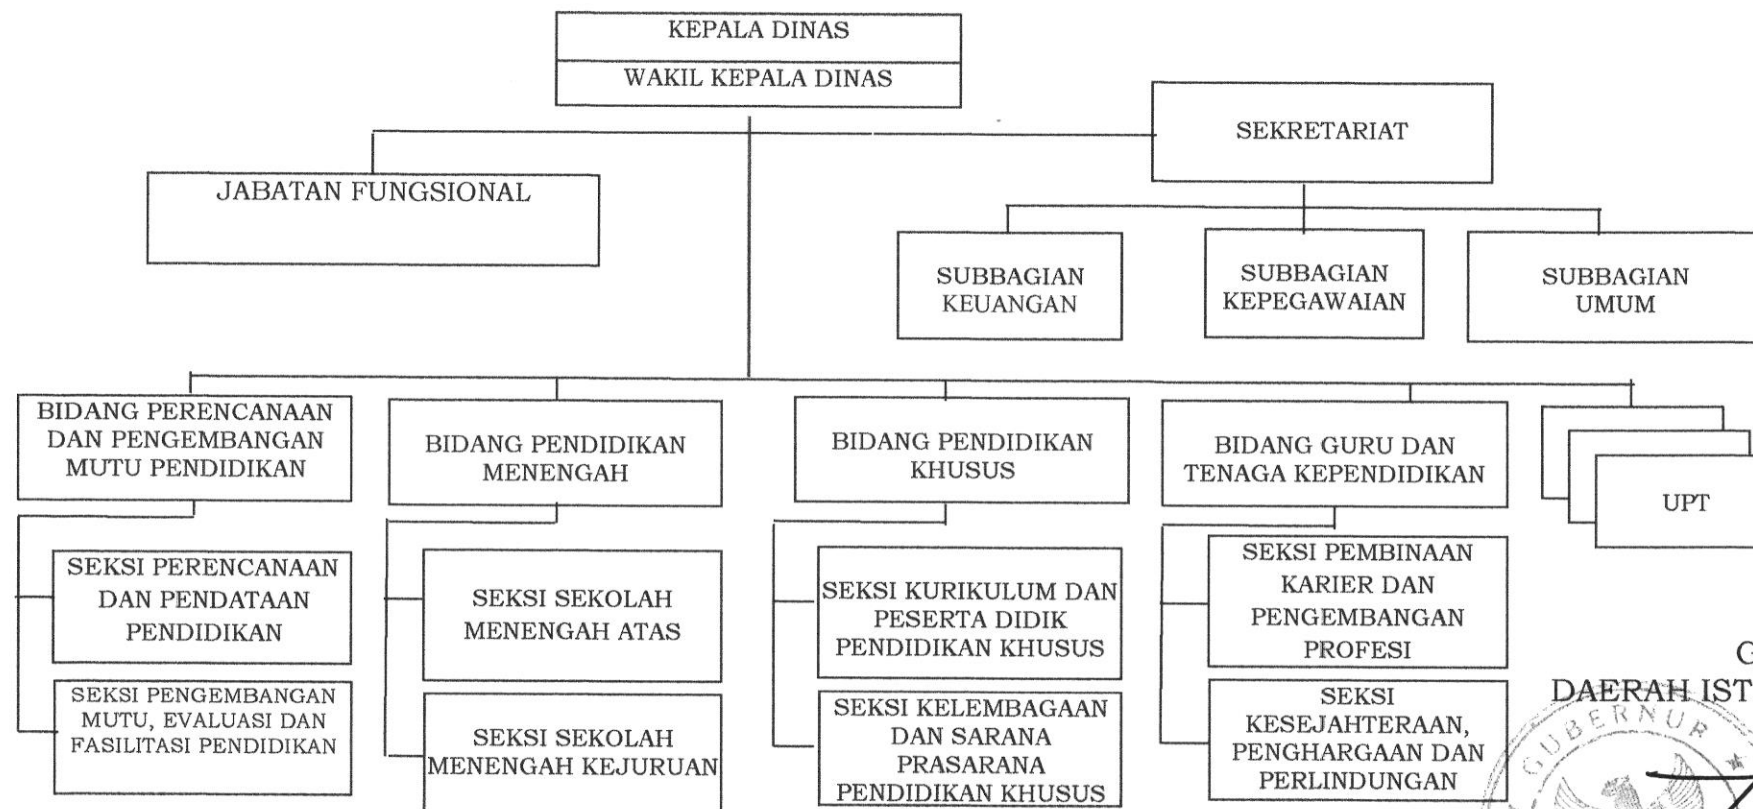 KEPALA DINAS
WAKIL KEPALA DINAS
SEKRETARIAT
JABATAN FUNGSIONAL
SUBBAGIAN
KEUANGAN
SUBBAGIAN
KEPEGAWAIAN
SUBBAGIAN
UMUM
BIDANG PERENCANAAN
DAN PENGEMBANGAN
MUTU PENDIDIKAN
BIDANG PENDIDIKAN
MENENGAH
BIDANG PENDIDIKAN
KHUSUS
BIDANG GURU DAN
TENAGA KEPENDIDIKAN
UPT
SEKSI PERENCANAAN
DAN PENDATAAN
PENDIDIKAN
SEKSI PENGEMBANGAN
MUTU, EVALUASI DAN
FASILITASI PENDIDIKAN
SEKSI SEKOLAH
MENENGAH ATAS
SEKSI SEKOLAH
MENENGAH KEJURUAN
SEKSI KURIKULUM DAN
PESERTA DIDIK
PENDIDIKAN KHUSUS
SEKSI KELEMBAGAAN
DAN SARANA
PRASARANA
PENDIDIKAN KHUSUS
SEKSI PEMBINAAN
KARIER DAN
PENGEMBANGAN
PROFESI
SEKSI
KESEJAHTERAAN,
PENGHARGAAN DAN
PERLINDUNGAN
G
DAERAH IST
GUBERNUR